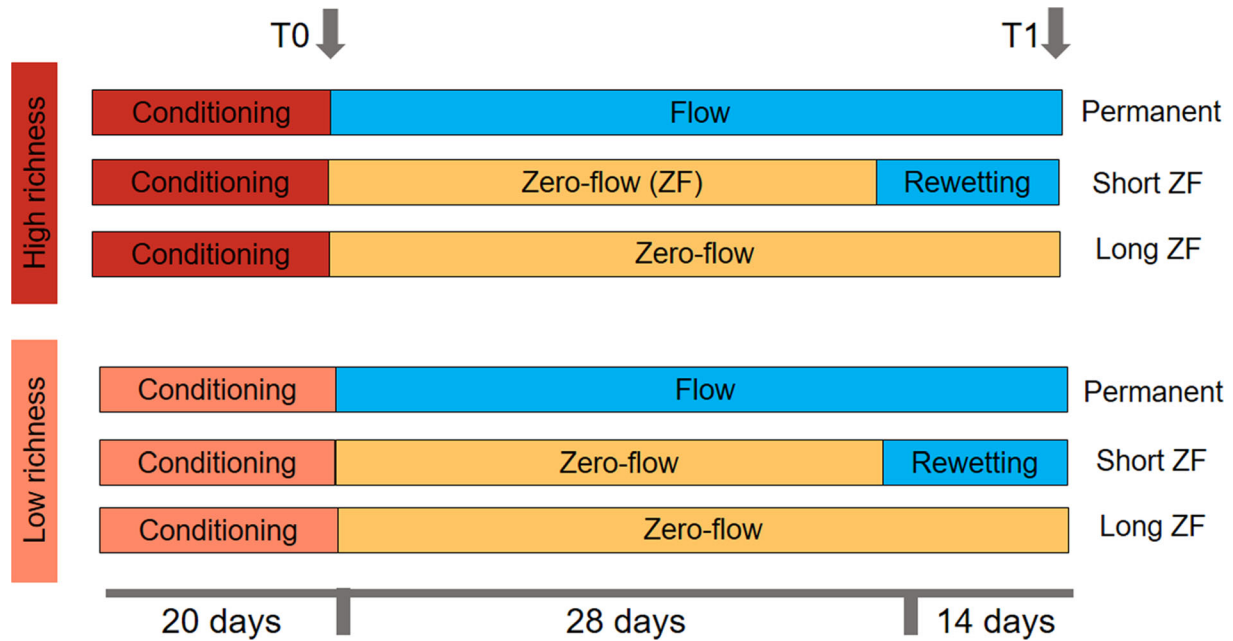 T0
T1
High richness
Conditioning
Flow
Permanent
Conditioning
Zero-flow (ZF)
Rewetting
Short ZF
Conditioning
Zero-flow
Long ZF
Low richness
Conditioning
Flow
Permanent
Conditioning
Zero-flow
Rewetting
Short ZF
Conditioning
Zero-flow
Long ZF
20 days
28 days
14 days